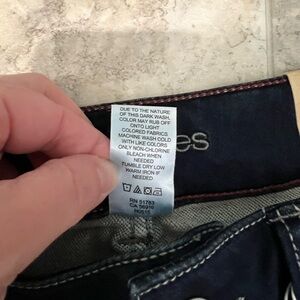 DUE TO THE NATURE
OF THIS DARK WASH,
COLOR MAY RUB OFF
ONTO LIGHT
COLORED FABRICS
MACHINE WASH COLD
WITH LIKE COLORS
ONLY NON-CHLORINE
BLEACH WHEN
NEEDED
TUMBLE DRY LOW
WARM IRON IF
NEEDED
RN 51783
CA 36916
es